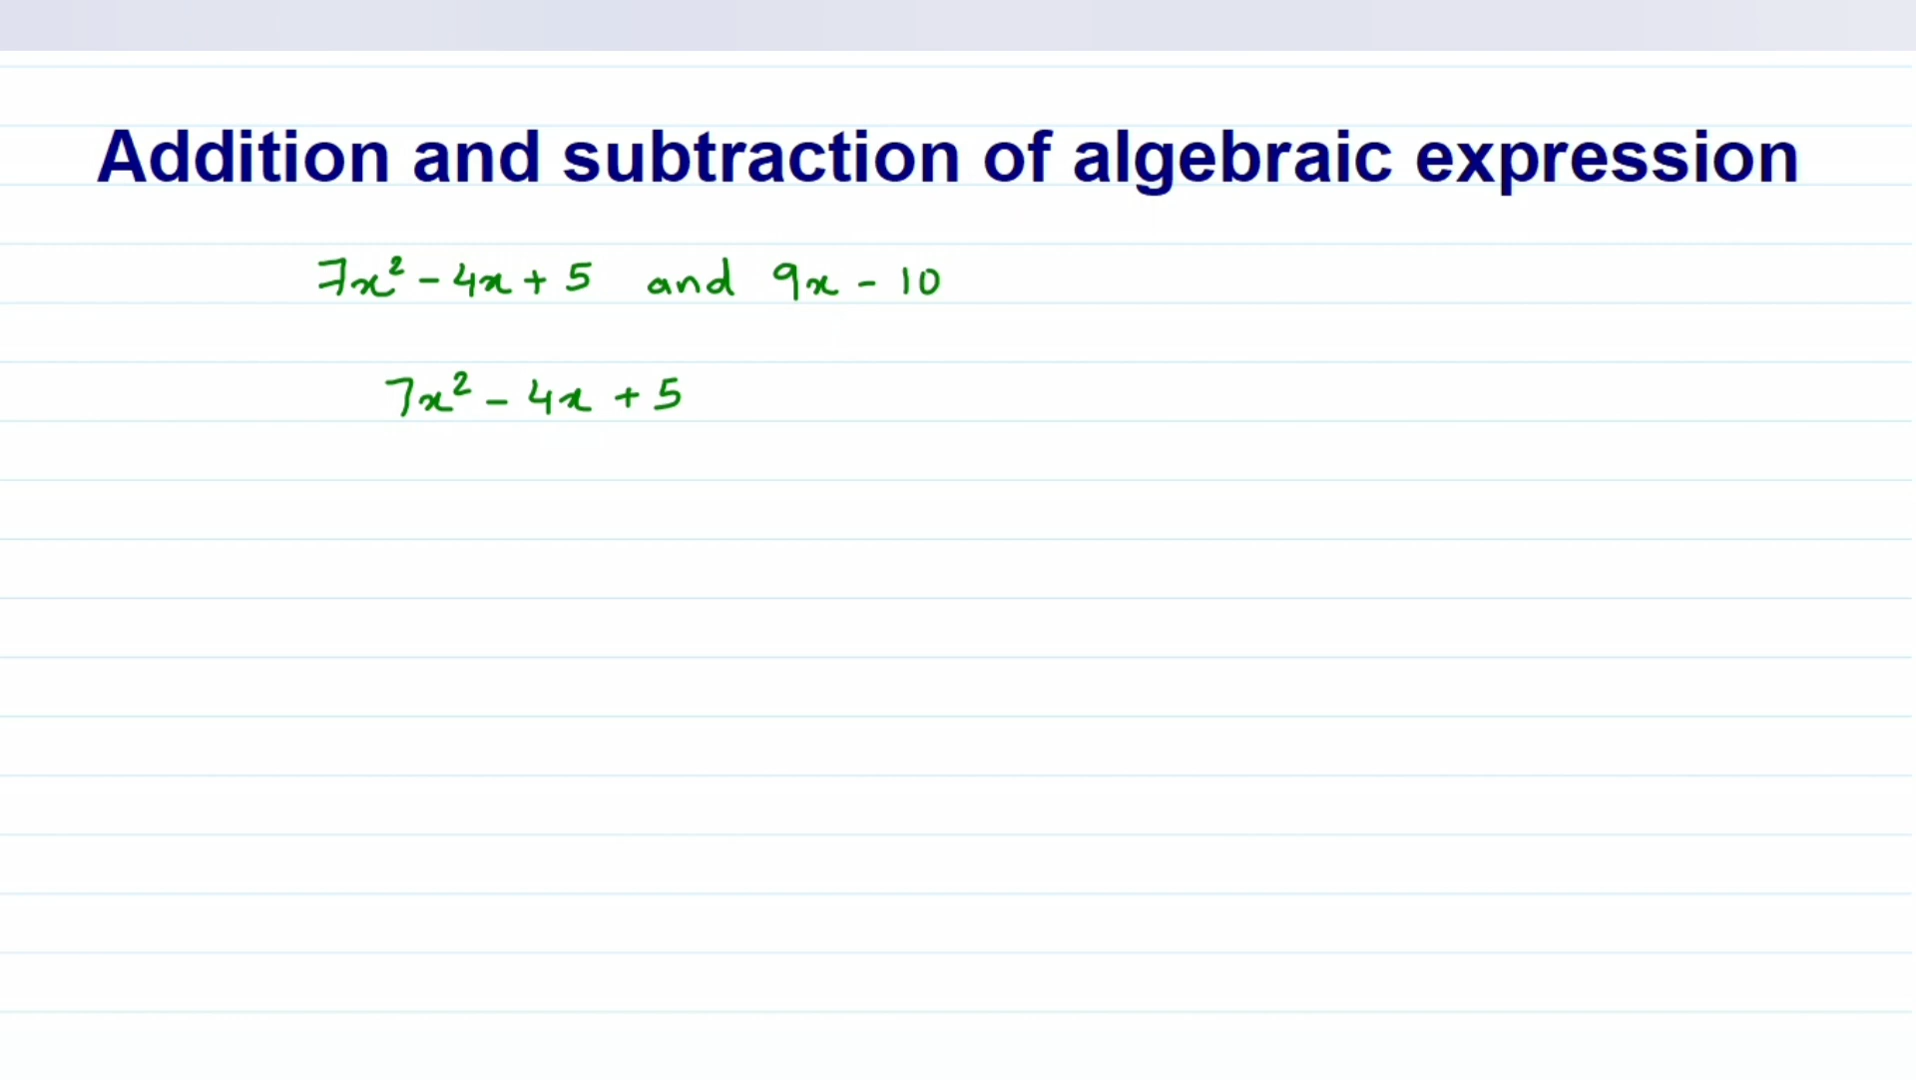 Addition and subtraction of algebraic expression
7x² - 4x + 5 and 9x - 10
7x² - 4x + 5